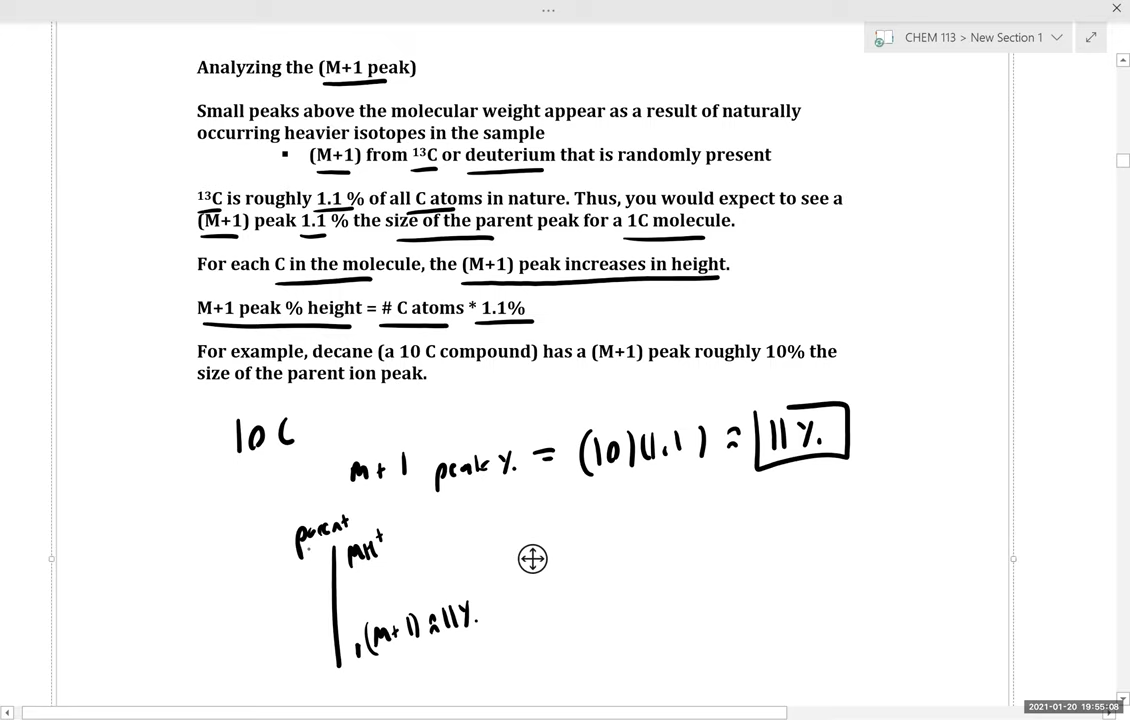 CHEM 113 > New Section 1
Analyzing the (M+1 peak)
Small peaks above the molecular weight appear as a result of naturally
occurring heavier isotopes in the sample
▪ (M+1) from ¹³C or deuterium that is randomly present
¹³C is roughly 1.1 % of all C atoms in nature. Thus, you would expect to see a
(M+1) peak 1.1 % the size of the parent peak for a 1C molecule.
For each C in the molecule, the (M+1) peak increases in height.
M+1 peak % height = # C atoms * 1.1%
For example, decane (a 10 C compound) has a (M+1) peak roughly 10% the
size of the parent ion peak.
10 C
M+1 peak % = (10)(1.1) ≈ 11%.
parent
MH⁺
(M+1) ≈ 11%.
2021-01-20 19:55:08